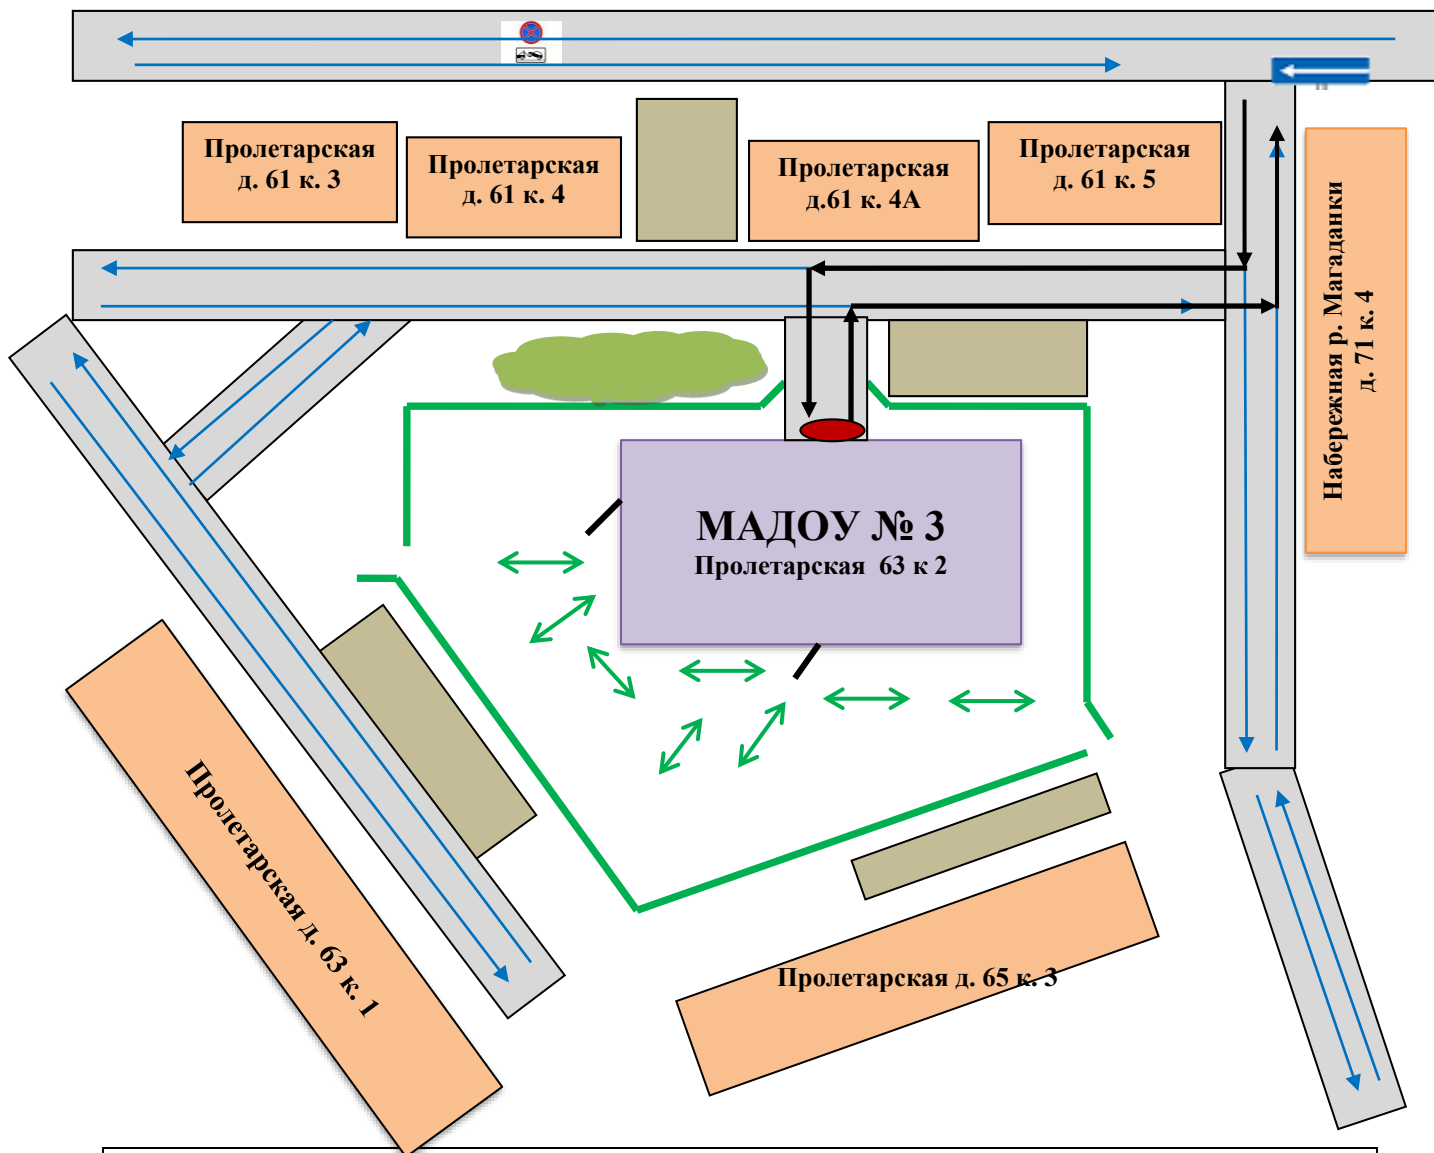 Пролетарская
д. 61 к. 3
Пролетарская
д. 61 к. 4
Пролетарская
д.61 к. 4А
Пролетарская
д. 61 к. 5
Набережная р. Магаданки
д. 71 к. 4
МАДОУ № 3
Пролетарская 63 к 2
Пролетарская д. 63 к. 1
Пролетарская д. 65 к. 3